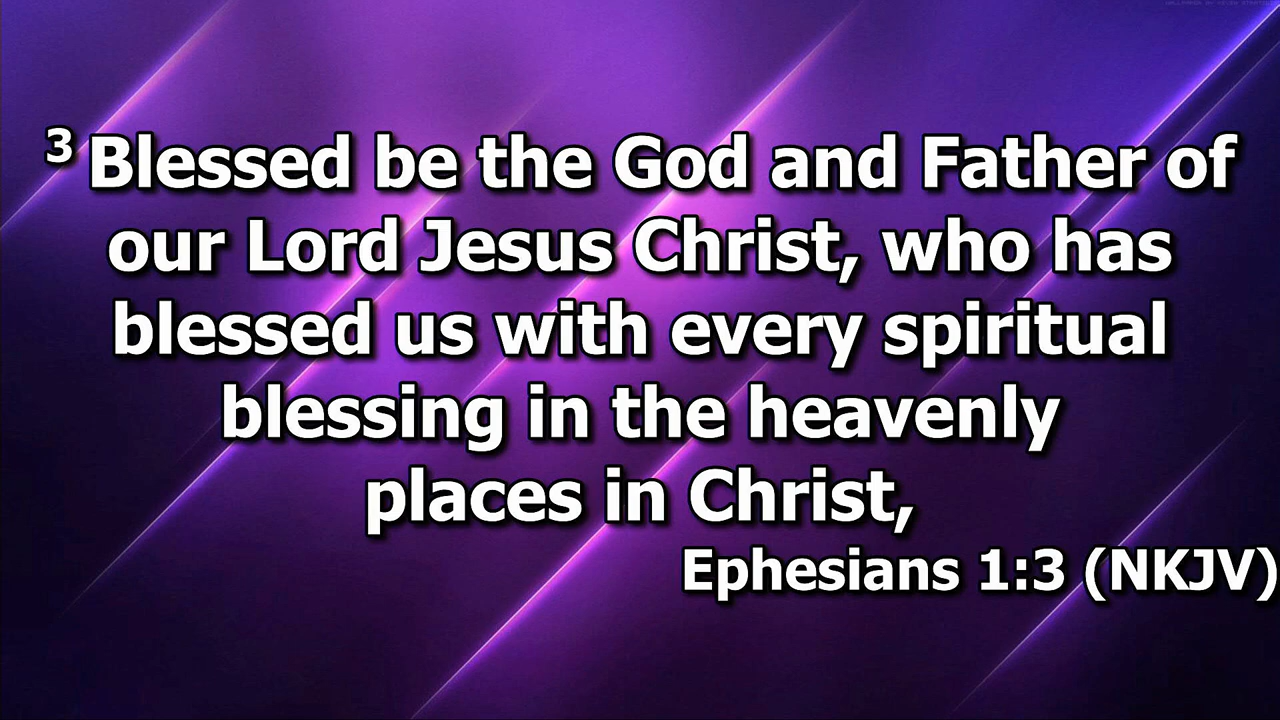 3 Blessed be the God and Father of
our Lord Jesus Christ, who has
blessed us with every spiritual
blessing in the heavenly
places in Christ,
Ephesians 1:3 (NKJV)